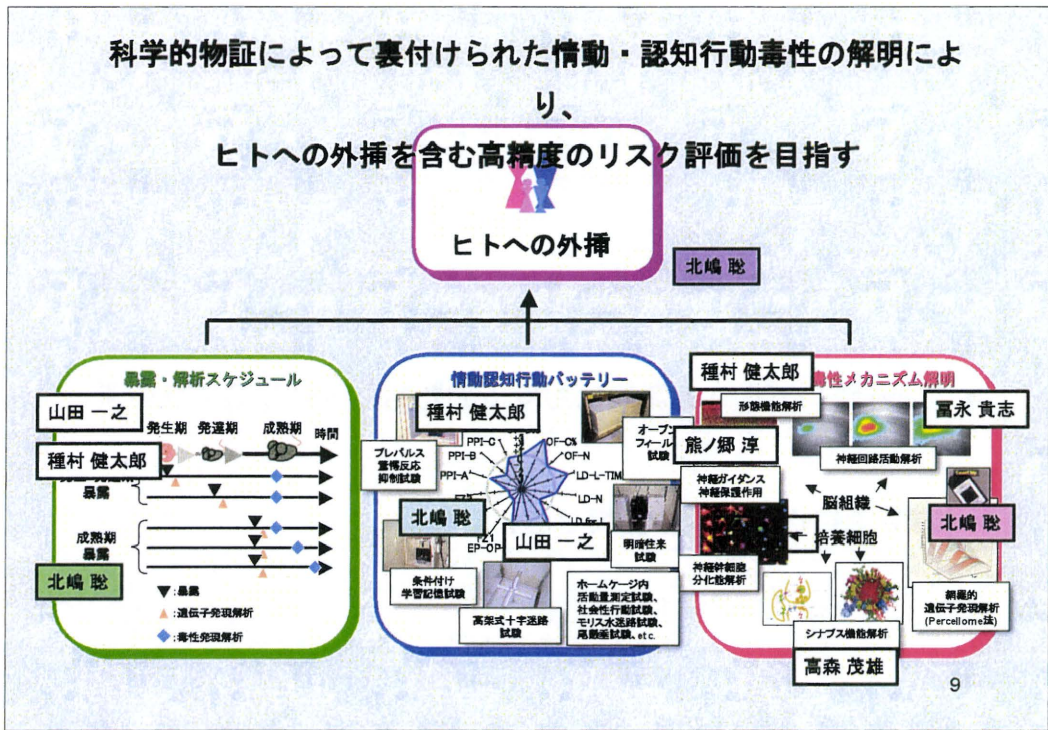 科学的物証によって裏付けられた情動・認知行動毒性の解明によ
り、
ヒトへの外挿を含む高精度のリスク評価を目指す
ヒトへの外挿
北嶋 聡
暴露・解析スケジュール
山田 一之
発生期
発達期
成熟期
時間
種村 健太郎
暴露
成熟期
暴露
北嶋 聡
:暴露
:遺伝子発現解析
:毒性発現解析
情動認知行動バッテリー
種村 健太郎
プレパルス
驚愕反応
抑制試験
PPI-C
PPI-B
PPI-A
OF-C%
OF-N
LD-L-TIM
LD-N
オープン
フィールド
試験
北嶋 聡
EP-OP
山田 一之
明暗往来
試験
条件付け
学習記憶試験
高架式十字迷路
試験
ホームケージ内
活動量測定試験、
社会性行動試験、
モリス水迷路試験、
尾懸垂試験、etc.
種村 健太郎
毒性メカニズム解明
形態機能解析
冨永 貴志
熊ノ郷 淳
神経回路活動解析
神経ガイダンス
神経保護作用
脳組織
北嶋 聡
培養細胞
神経幹細胞
分化能解析
網羅的
遺伝子発現解析
(Percellome法)
シナプス機能解析
高森 茂雄
9